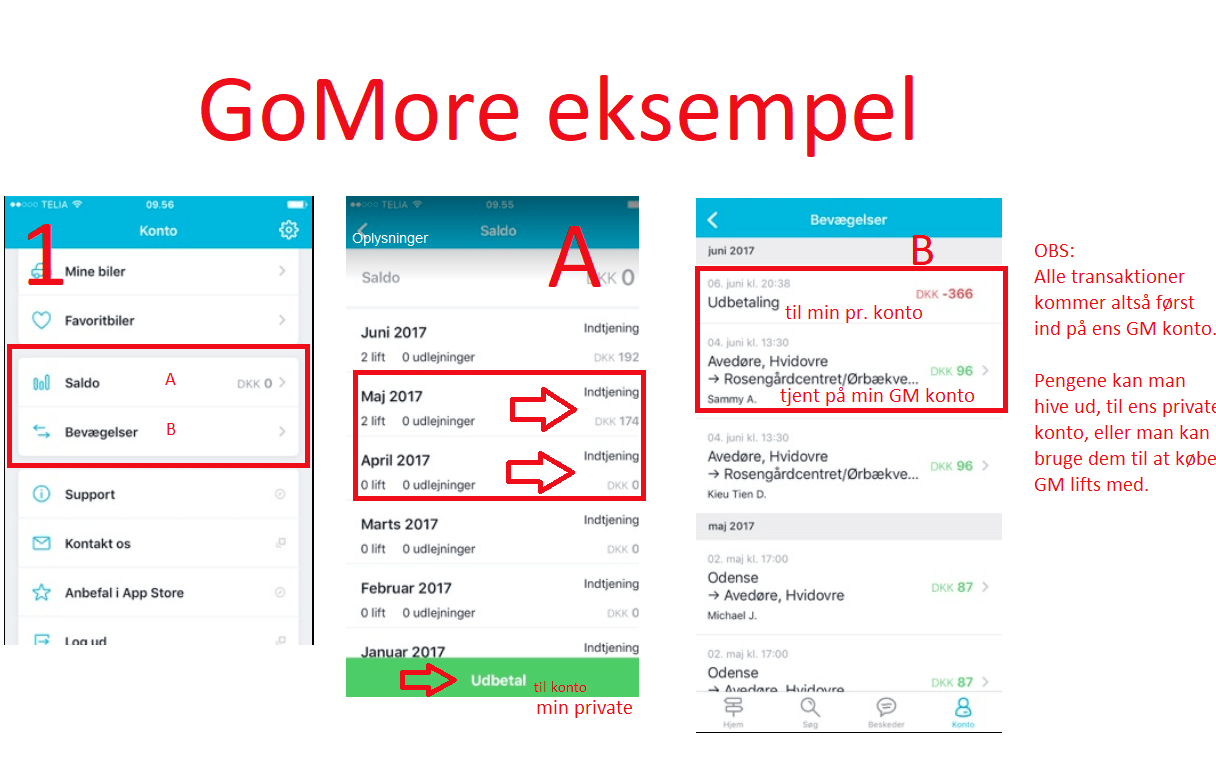 GoMore eksempel
TELIA 09.56
1
Konto
Mine biler
Favoritbiler
Saldo A DKK 0
Bevægelser B
Support
Kontakt os
Anbefal i App Store
Log ud
TELIA 09.55
Oplysninger
Saldo
A
Saldo DKK 0
Juni 2017 Indtjening
2 lift 0 udlejninger DKK 192
Maj 2017 Indtjening
2 lift 0 udlejninger DKK 174
April 2017 Indtjening
0 lift 0 udlejninger DKK 0
Marts 2017 Indtjening
0 lift 0 udlejninger DKK 0
Februar 2017 Indtjening
0 lift 0 udlejninger DKK 0
Januar 2017 Indtjening
Udbetal til konto
min private
Bevægelser
B
juni 2017
06. juni kl. 20:38
Udbetaling DKK -366
til min pr. konto
04. juni kl. 13:30
Avedøre, Hvidovre
→ Rosengårdcentret/Ørbækve... DKK 96
Sammy A.
tjent på min GM konto
04. juni kl. 13:30
Avedøre, Hvidovre
→ Rosengårdcentret/Ørbækve... DKK 96
Kieu Tien D.
maj 2017
02. maj kl. 17:00
Odense
→ Avedøre, Hvidovre DKK 87
Michael J.
02. maj kl. 17:00
Odense
→ Avedøre, Hvidovre DKK 87
Hjem Søg Beskeder Konto
OBS:
Alle transaktioner
kommer altså først
ind på ens GM konto.
Pengene kan man
hive ud, til ens private
konto, eller man kan
bruge dem til at købe
GM lifts med.